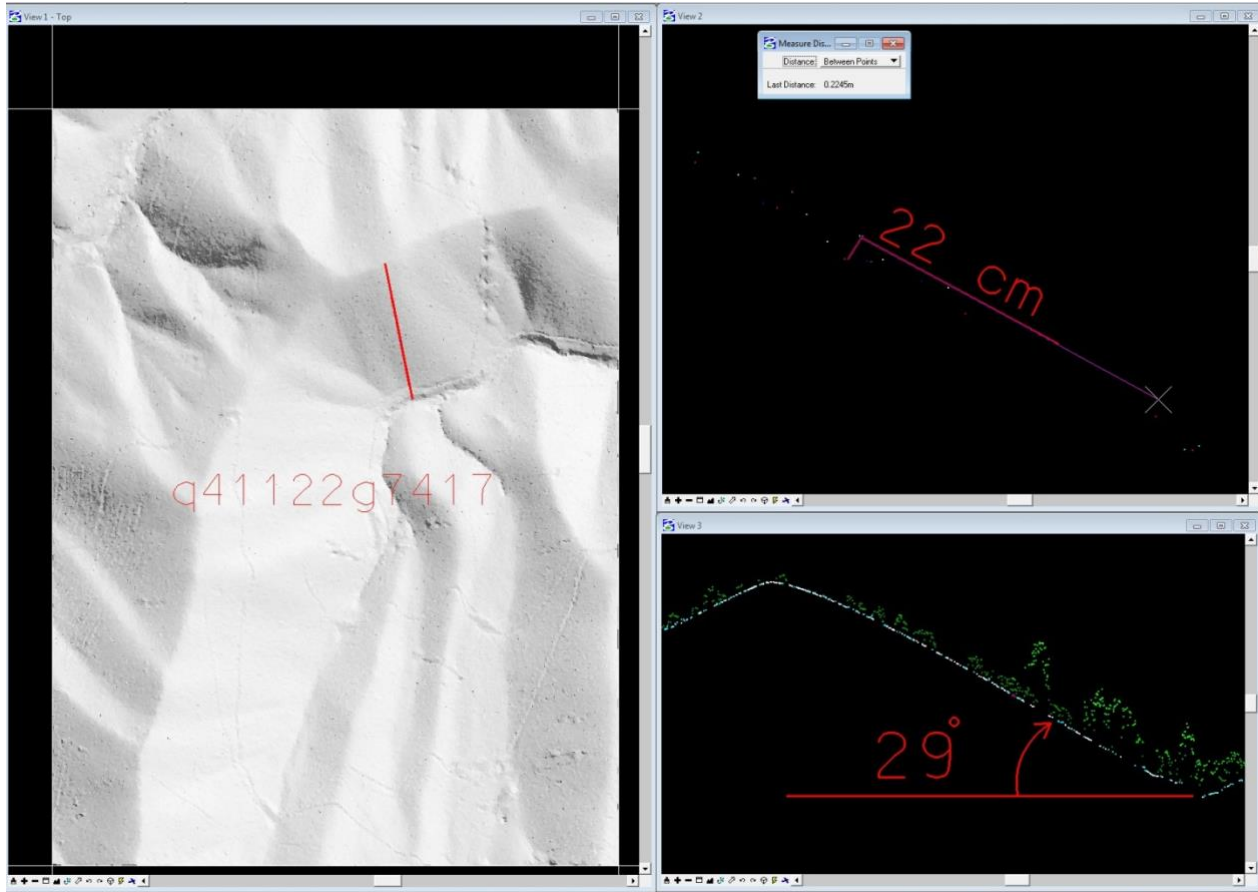 View 1 - Top
q41122g7417
View 2
Measure Dis...
Distance: Between Points
Last Distance: 0.2245m
22 cm
View 3
29°